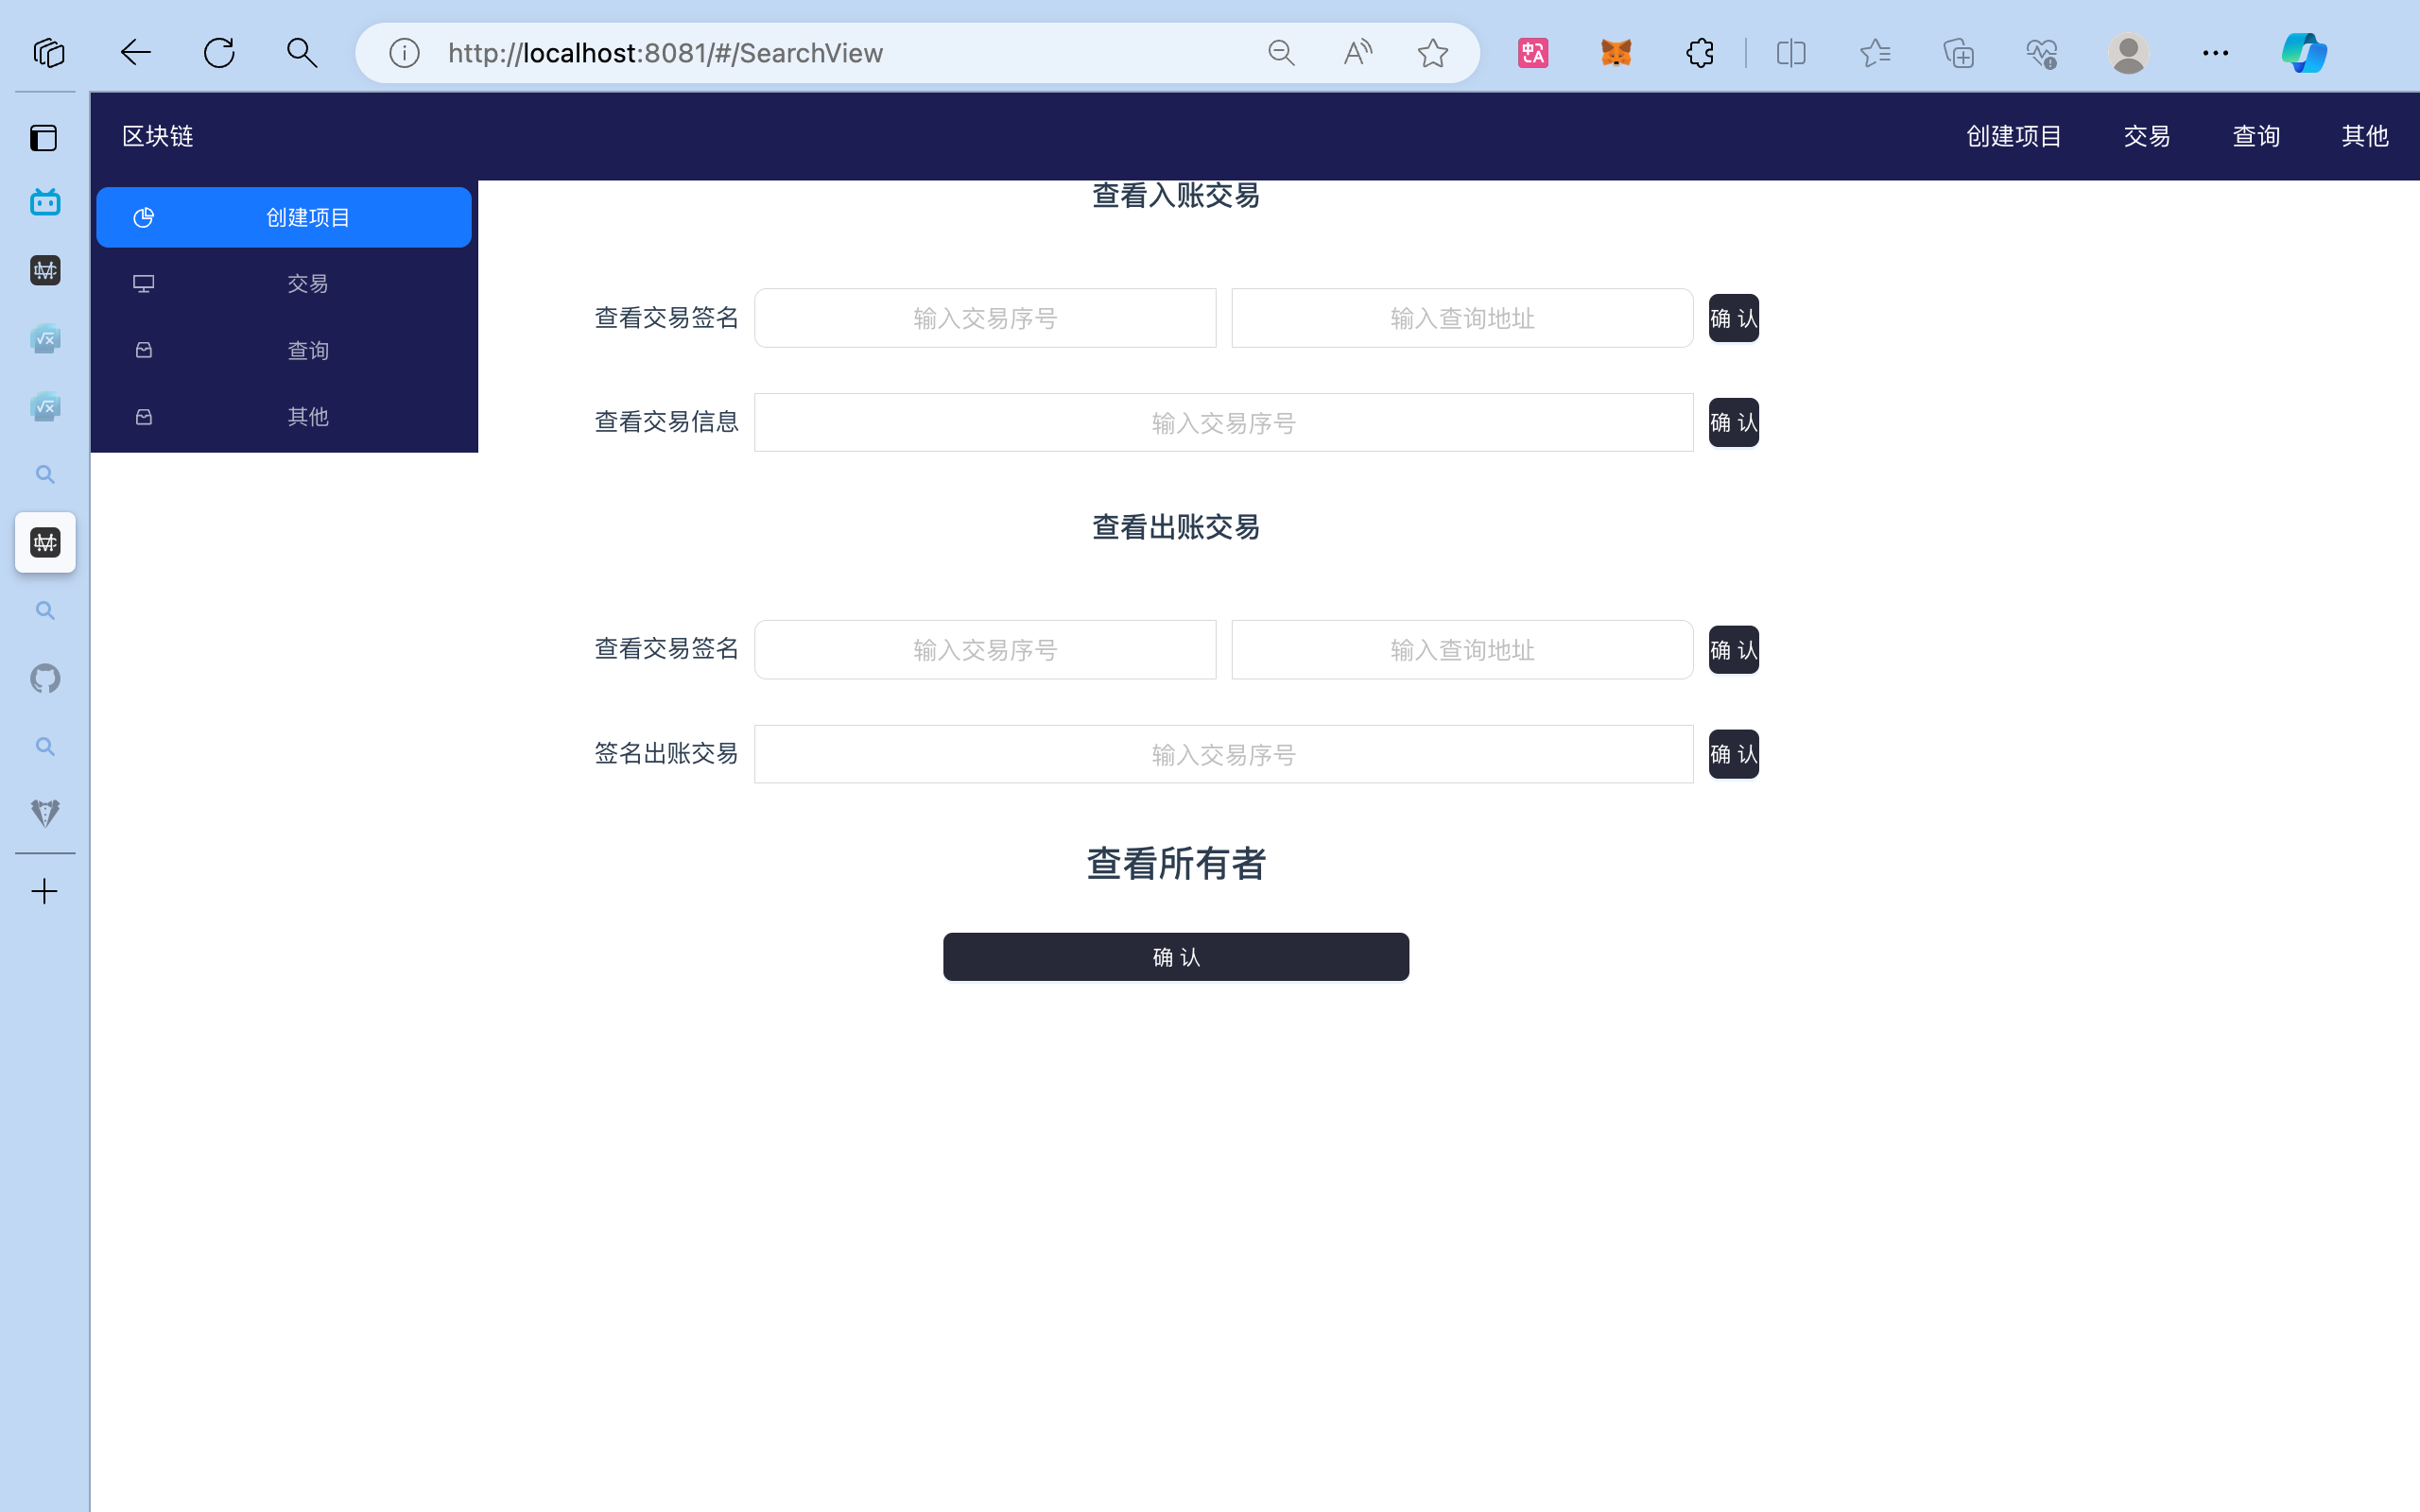 http://localhost:8081/#/SearchView
区块链
创建项目
交易
查询
其他
创建项目
交易
查询
其他
查看入账交易
查看交易签名
输入交易序号
输入查询地址
确 认
查看交易信息
输入交易序号
确 认
查看出账交易
查看交易签名
输入交易序号
输入查询地址
确 认
签名出账交易
输入交易序号
确 认
查看所有者
确 认